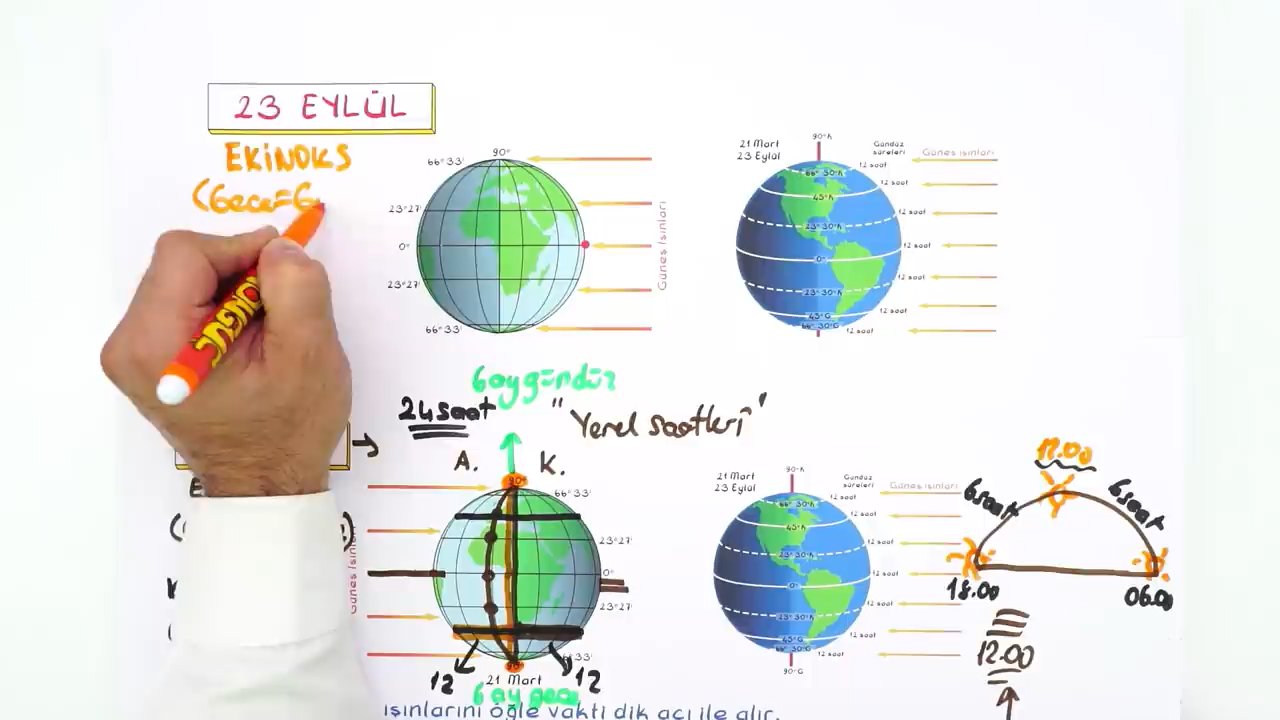 23 EYLÜL
EKİNOKS
(Gece=G
90°
66° 33'
23°27'
0°
23°27'
66° 33'
Güneş Işınları
21 Mart
23 Eylül
90°K
Gündüz
süreleri
Güneş ışınları
12 saat
66° 30'K
12 saat
45°K
12 saat
23° 30'K
12 saat
0°
12 saat
23° 30'G
12 saat
45°G
66° 30'G
12 saat
6 ay gündüz
24 saat
"Yerel saatleri"
A.
K.
90°
66° 33'
23°27'
0°
23°27'
90°
21 Mart
12
12
6 ay gece
Güneş Işınları
21 Mart
23 Eylül
90°K
Gündüz
süreleri
Güneş ışınları
12 saat
66° 30'K
12 saat
45°K
12 saat
23° 30'K
12 saat
0°
12 saat
23° 30'G
12 saat
45°G
12 saat
66° 30'G
90°G
12.00
6 saat
6 saat
18.00
06.00
12.00
ışınlarını öğle vakti dik açı ile alır.
MONGUL